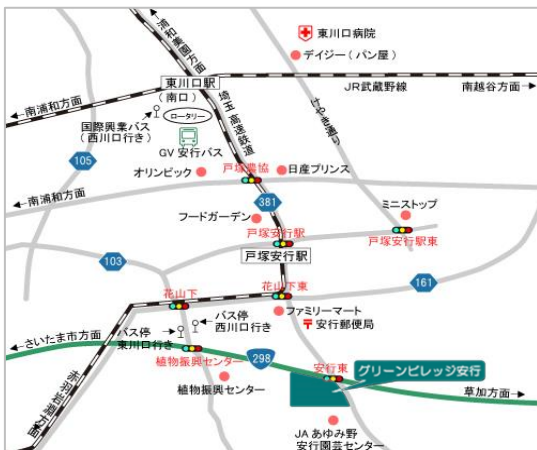 浦和美園方面
東川口病院
デイジー（パン屋）
東川口駅
（南口）
JR武蔵野線
南越谷方面
南浦和方面
ロータリー
埼玉高速鉄道
けやき通り
国際興業バス
（西川口行き）
GV 安行バス
105
オリンピック
戸塚農協
日産プリンス
南浦和方面
381
ミニストップ
フードガーデン
戸塚安行駅
戸塚安行駅東
戸塚安行駅
103
161
花山下
花山下東
ファミリーマート
安行郵便局
バス停
西川口行き
バス停
東川口行き
さいたま市方面
298
植物振興センター
安行東
グリーンビレッジ安行
植物振興センター
草加方面
赤羽岩淵方面
JA あゆみ野
安行園芸センター